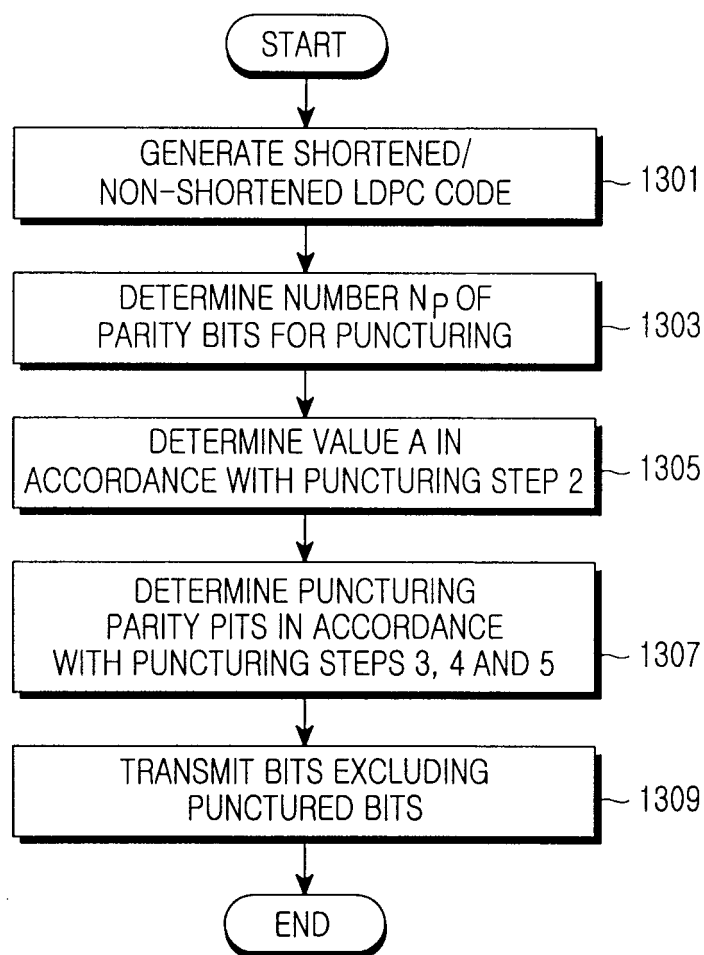 START
GENERATE SHORTENED/
NON-SHORTENED LDPC CODE
1301
DETERMINE NUMBER Np OF
PARITY BITS FOR PUNCTURING
1303
DETERMINE VALUE A IN
ACCORDANCE WITH PUNCTURING STEP 2
1305
DETERMINE PUNCTURING
PARITY PITS IN ACCORDANCE
WITH PUNCTURING STEPS 3, 4 AND 5
1307
TRANSMIT BITS EXCLUDING
PUNCTURED BITS
1309
END